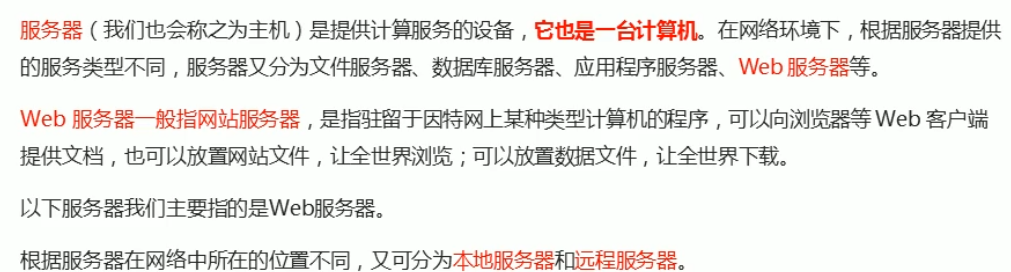 服务器（我们也会称之为主机）是提供计算服务的设备，它也是一台计算机。在网络环境下，根据服务器提供
的服务类型不同，服务器又分为文件服务器、数据库服务器、应用程序服务器、Web 服务器等。
Web 服务器一般指网站服务器，是指驻留于因特网上某种类型计算机的程序，可以向浏览器等 Web 客户端
提供文档，也可以放置网站文件，让全世界浏览；可以放置数据文件，让全世界下载。
以下服务器我们主要指的是Web服务器。
根据服务器在网络中所在的位置不同，又可分为本地服务器和远程服务器。